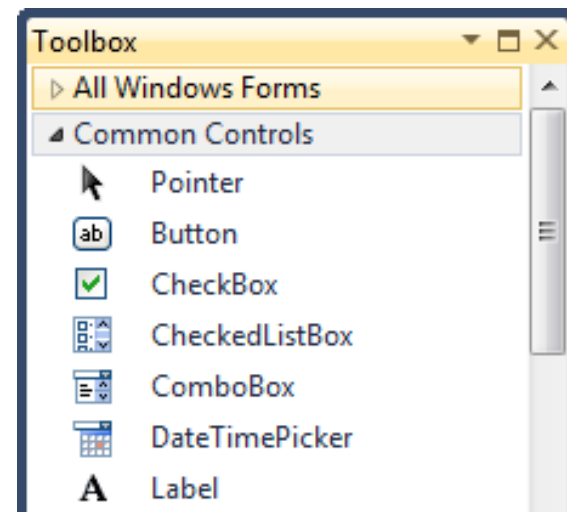 Toolbox
All Windows Forms
Common Controls
Pointer
ab Button
CheckBox
CheckedListBox
ComboBox
DateTimePicker
A Label